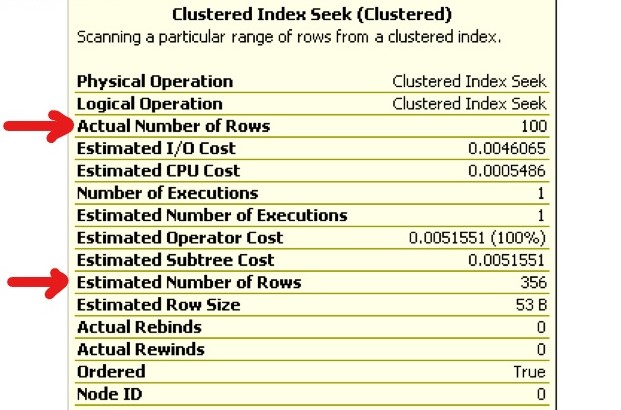 Clustered Index Seek (Clustered)
Scanning a particular range of rows from a clustered index.
Physical Operation Clustered Index Seek
Logical Operation Clustered Index Seek
Actual Number of Rows 100
Estimated I/O Cost 0.0046065
Estimated CPU Cost 0.0005486
Number of Executions 1
Estimated Number of Executions 1
Estimated Operator Cost 0.0051551 (100%)
Estimated Subtree Cost 0.0051551
Estimated Number of Rows 356
Estimated Row Size 53 B
Actual Rebinds 0
Actual Rewinds 0
Ordered True
Node ID 0